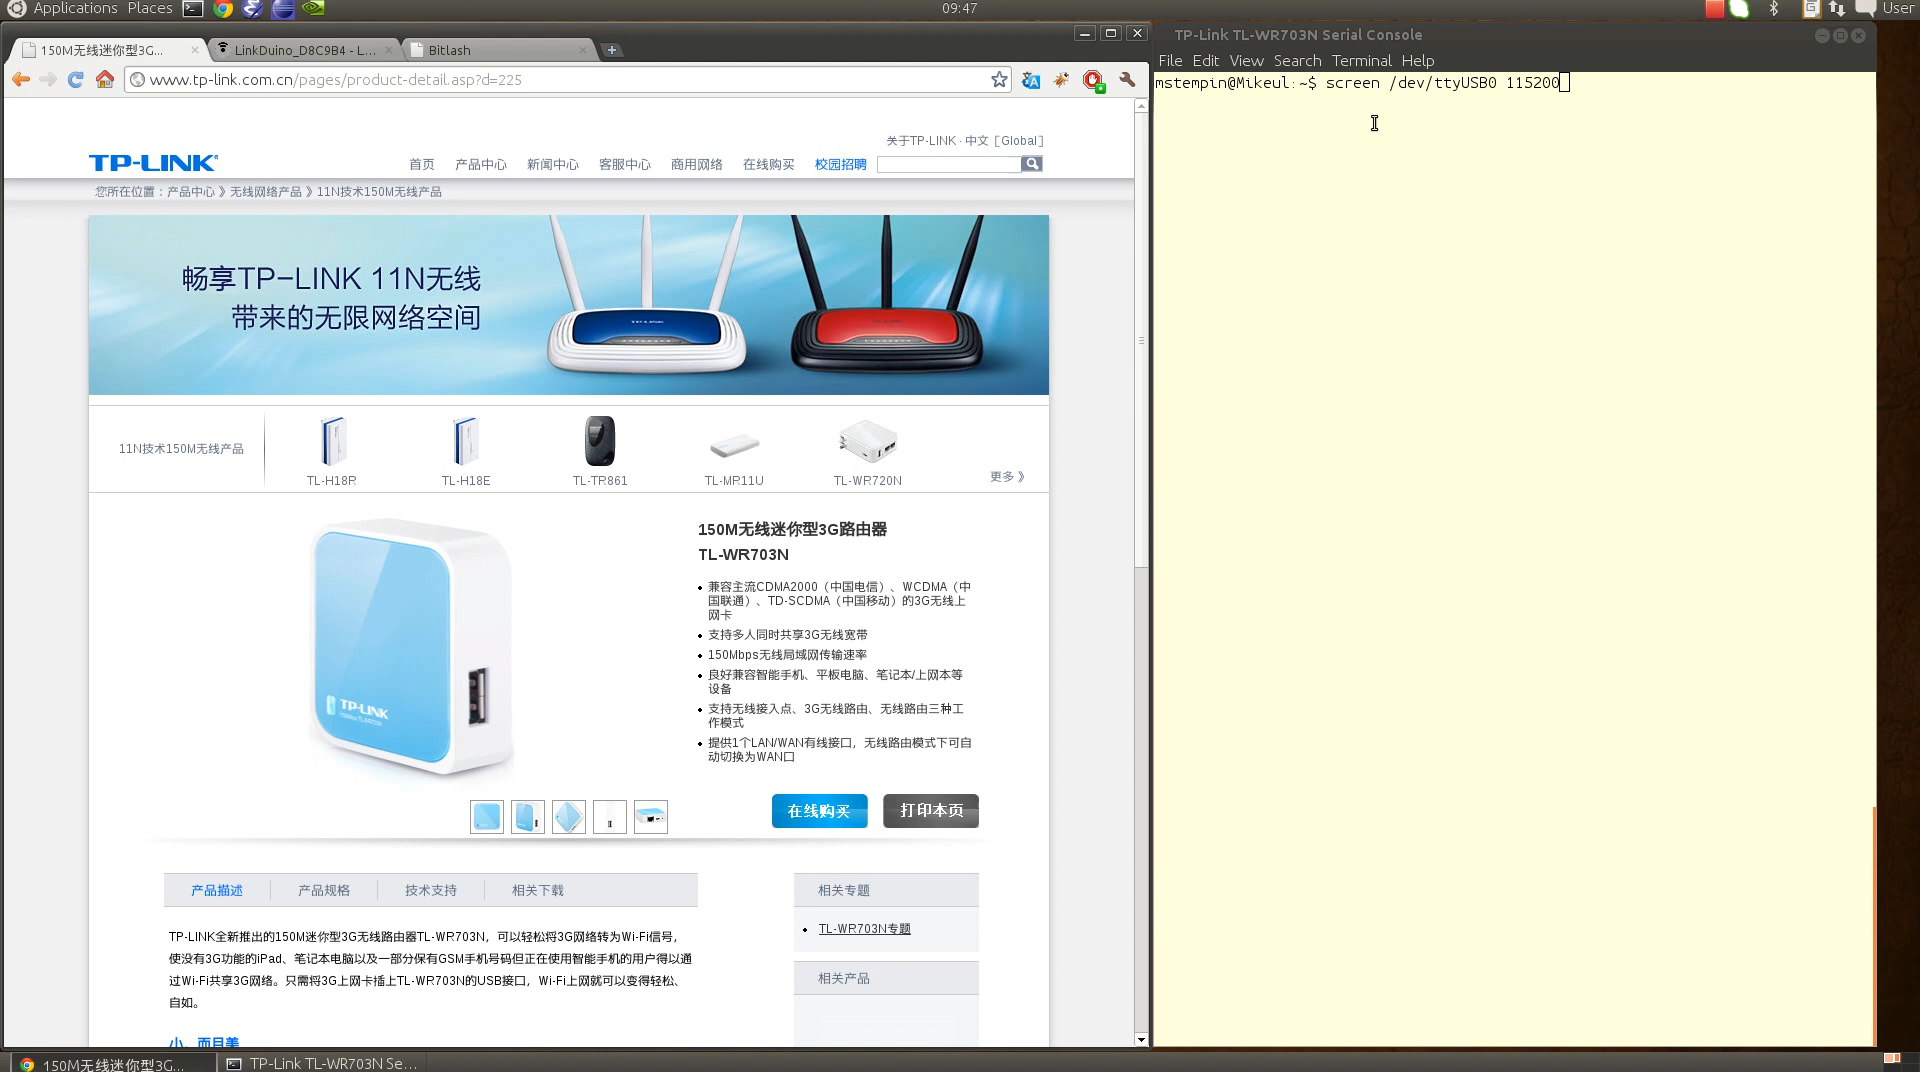 Applications Places
09:47
User
150M无线迷你型3G...
LinkDuino_D8C9B4 - L...
Bitlash
www.tp-link.com.cn/pages/product-detail.asp?d=225
关于TP-LINK · 中文 [Global]
TP-LINK
首页 产品中心 新闻中心 客服中心 商用网络 在线购买 校园招聘
您所在位置：产品中心 》无线网络产品 》11N技术150M无线产品
畅享TP-LINK 11N无线
带来的无限网络空间
11N技术150M无线产品
TL-H18R
TL-H18E
TL-TR861
TL-MR11U
TL-WR720N
更多 》
150M无线迷你型3G路由器
TL-WR703N
兼容主流CDMA2000（中国电信）、WCDMA（中
国联通）、TD-SCDMA（中国移动）的3G无线上
网卡
支持多人同时共享3G无线宽带
150Mbps无线局域网传输速率
良好兼容智能手机、平板电脑、笔记本/上网本等
设备
支持无线接入点、3G无线路由、无线路由三种工
作模式
提供1个LAN/WAN有线接口，无线路由模式下可自
动切换为WAN口
TP-LINK
在线购买
打印本页
产品描述 产品规格 技术支持 相关下载
TP-LINK全新推出的150M迷你型3G无线路由器TL-WR703N，可以轻松将3G网络转为Wi-Fi信号，
使没有3G功能的iPad、笔记本电脑以及一部分保有GSM手机号码但正在使用智能手机的用户得以通
过Wi-Fi共享3G网络。只需将3G上网卡插上TL-WR703N的USB接口，Wi-Fi上网就可以变得轻松、
自如。
小、而且美
相关专题
TL-WR703N专题
相关产品
TP-Link TL-WR703N Serial Console
File Edit View Search Terminal Help
mstempin@Mikeul:~$ screen /dev/ttyUSB0 115200
150M无线迷你型3G...
TP-Link TL-WR703N Se...